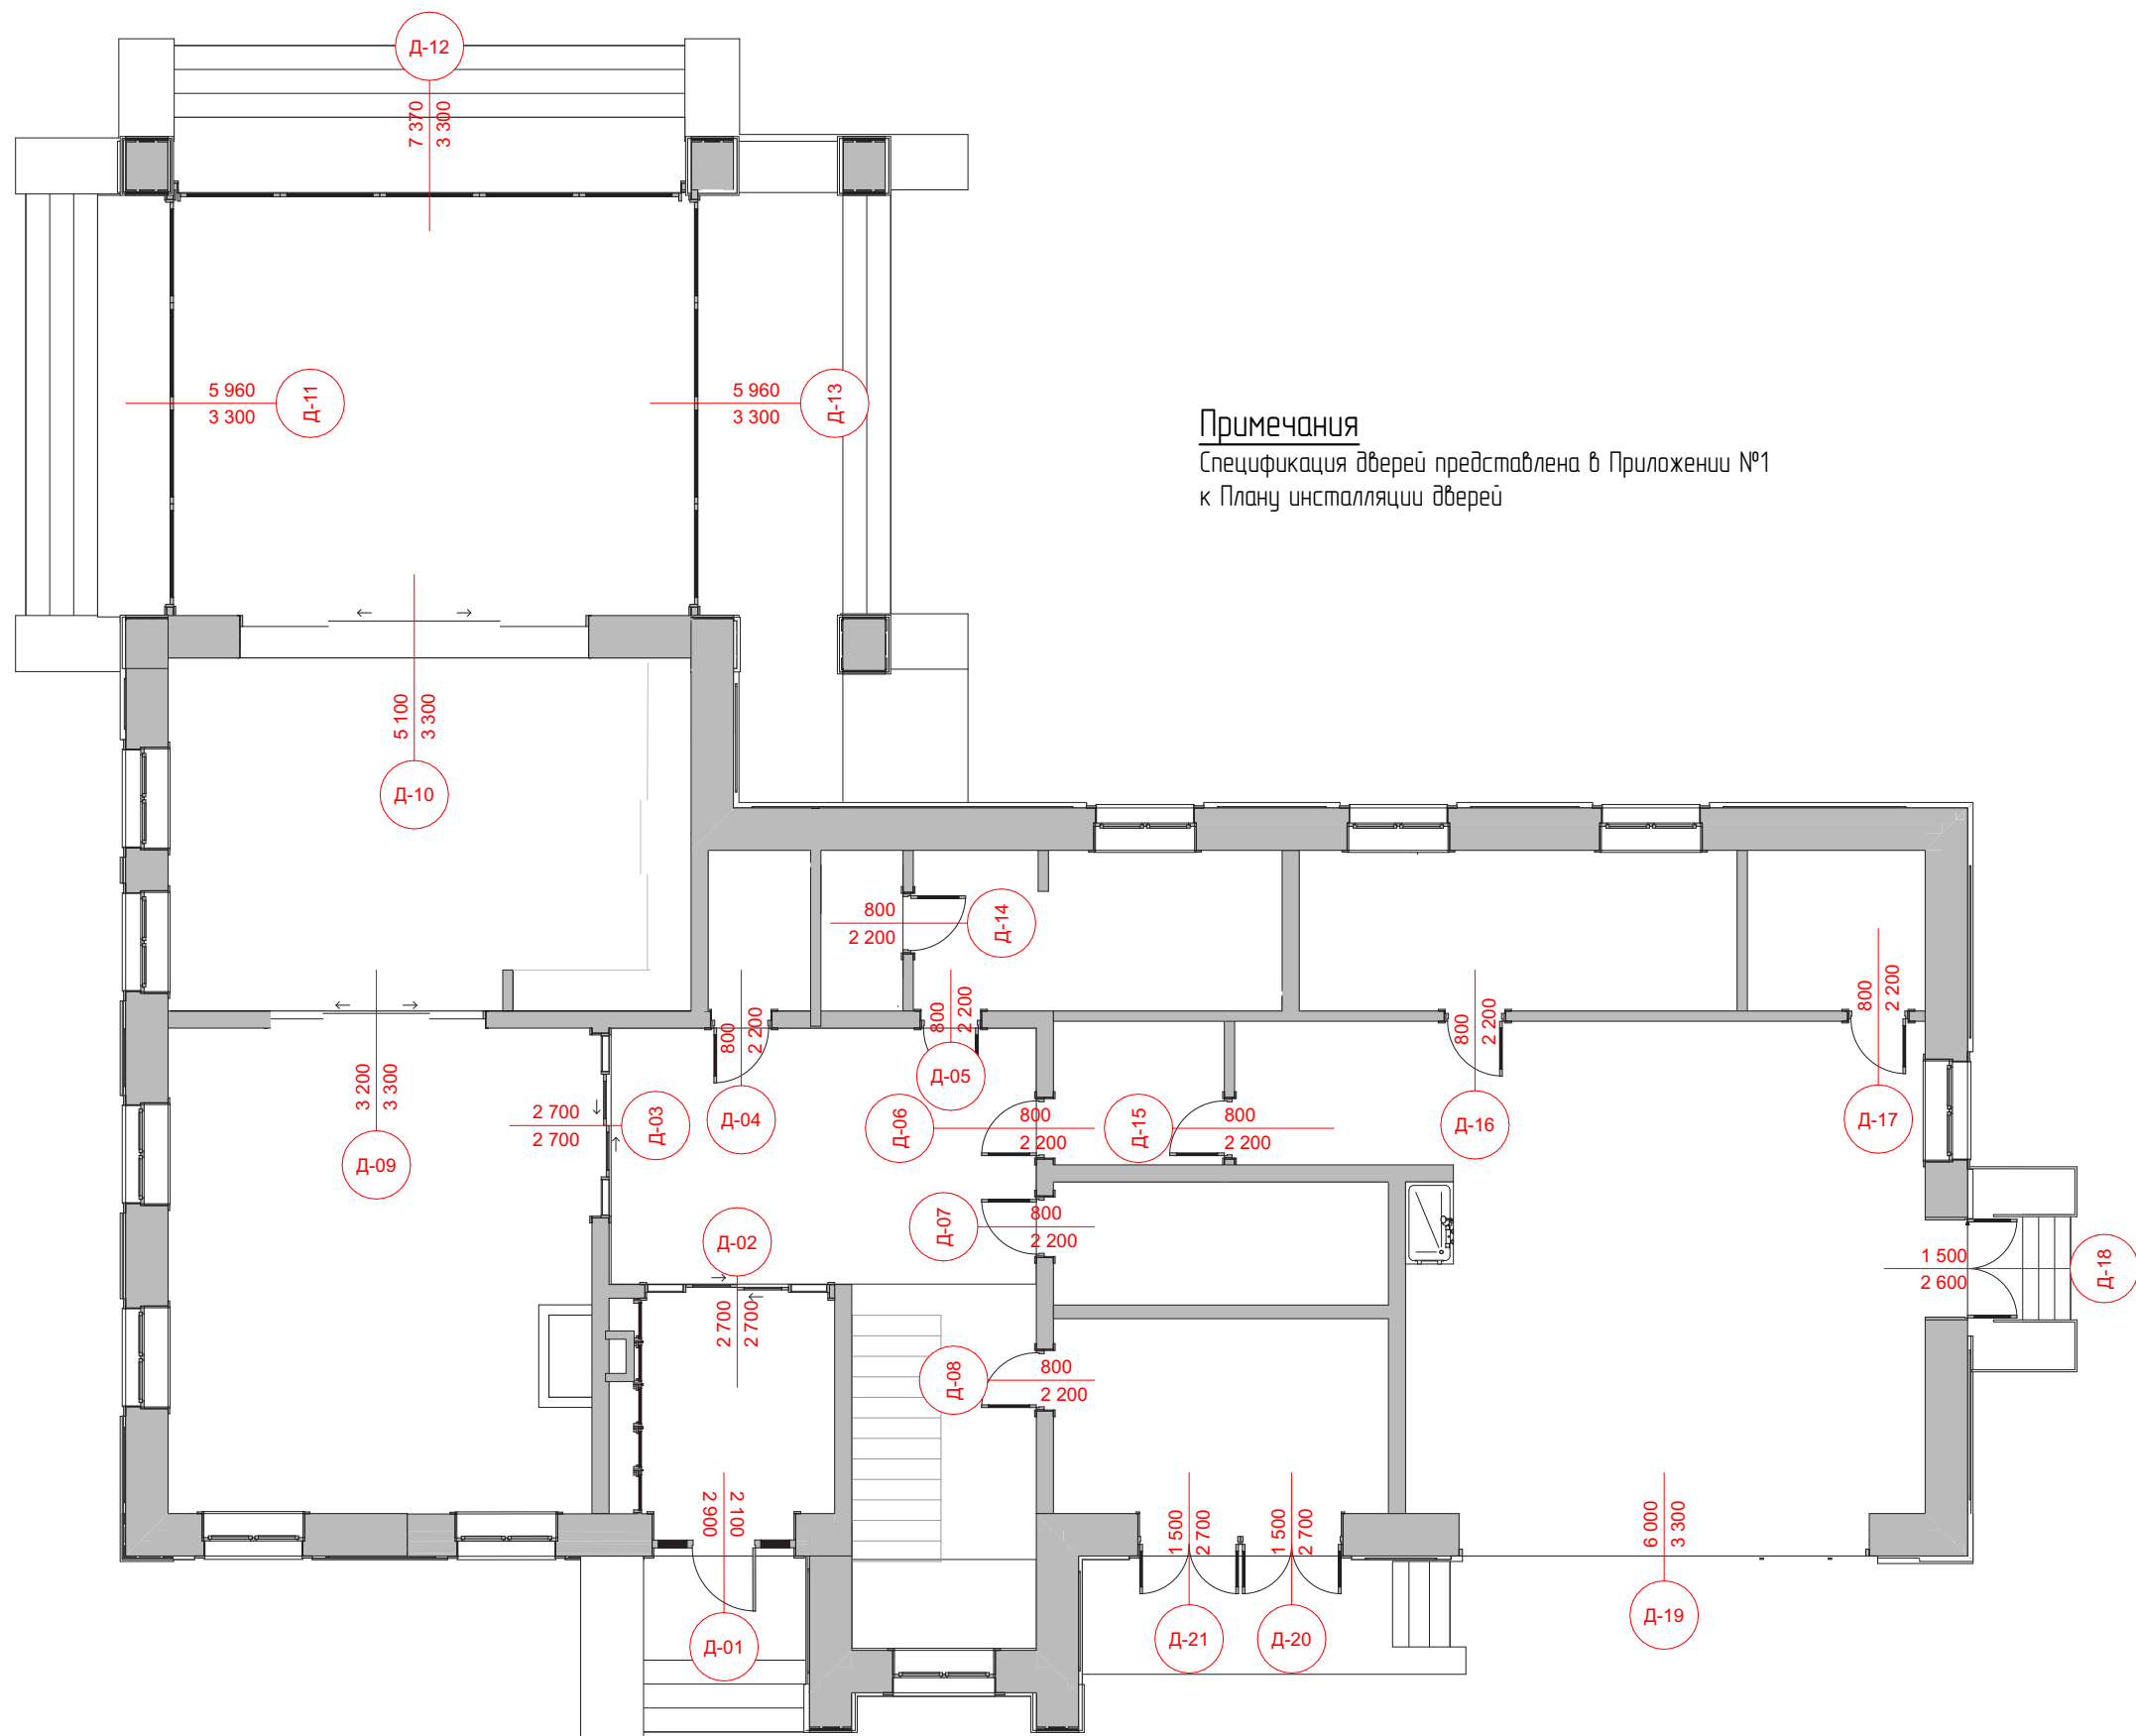 Д-12
7 370
3 300
5 960
3 300
Д-11
5 960
3 300
Д-13
Примечания
Спецификация дверей представлена в Приложении №1
к Плану инсталляции дверей
5 100
3 300
Д-10
800
2 200
Д-14
3 200
3 300
Д-09
2 700
2 700
Д-03
800
2 200
Д-04
800
2 200
Д-05
Д-06
800
2 200
Д-15
800
2 200
800
2 200
Д-16
800
2 200
Д-17
Д-02
2 700
2 700
Д-07
800
2 200
1 500
2 600
Д-18
Д-08
800
2 200
2 100
2 900
Д-01
1 500
2 700
Д-21
1 500
2 700
Д-20
6 000
3 300
Д-19